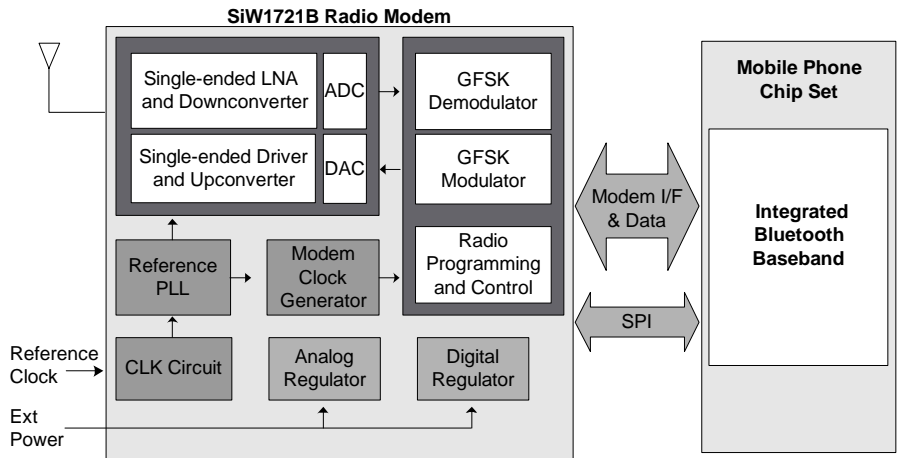 SiW1721B Radio Modem
Single-ended LNA
and Downconverter
ADC
GFSK
Demodulator
Single-ended Driver
and Upconverter
DAC
GFSK
Modulator
Reference
PLL
Modem
Clock
Generator
Radio
Programming
and Control
Reference
Clock
CLK Circuit
Analog
Regulator
Digital
Regulator
Ext
Power
Modem I/F
& Data
SPI
Mobile Phone
Chip Set
Integrated
Bluetooth
Baseband